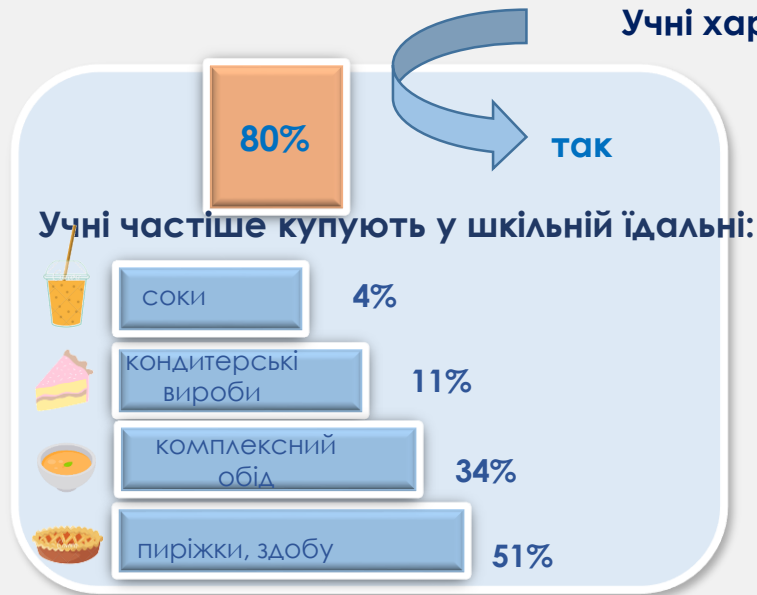 Учні хар
80%
так
Учні частіше купують у шкільній їдальні:
соки 4%
кондитерські
вироби 11%
комплексний
обід 34%
пиріжки, здобу 51%